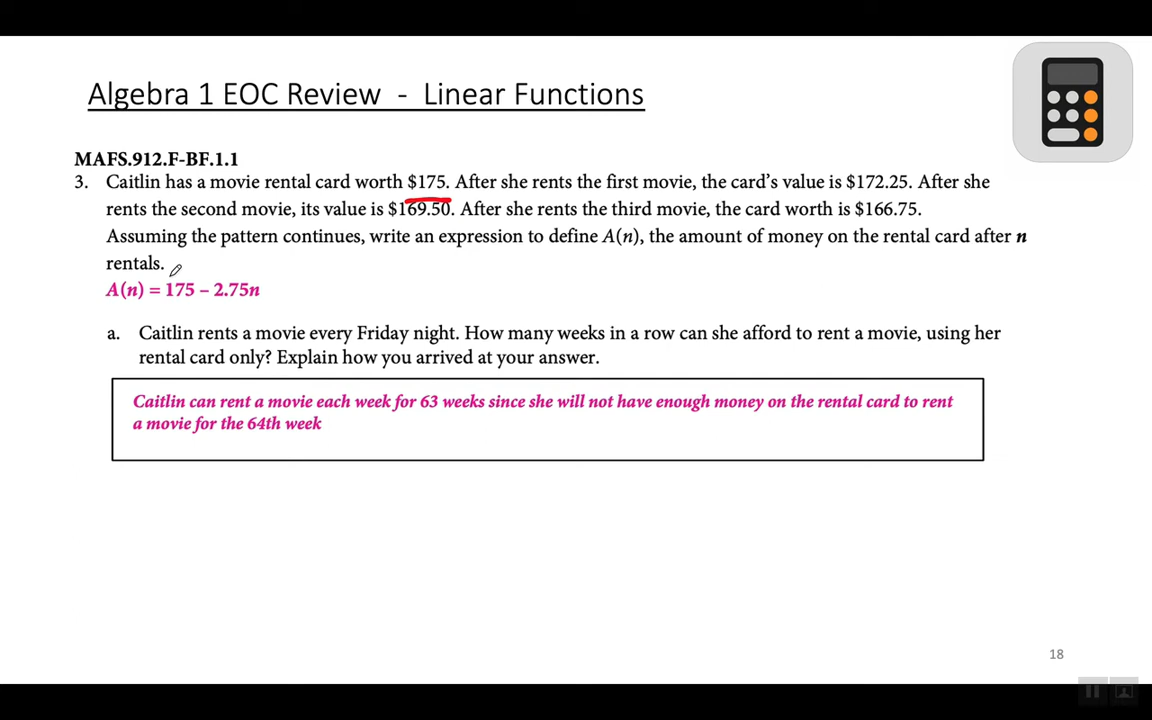 Algebra 1 EOC Review - Linear Functions
MAFS.912.F-BF.1.1
3. Caitlin has a movie rental card worth $175. After she rents the first movie, the card’s value is $172.25. After she
rents the second movie, its value is $169.50. After she rents the third movie, the card worth is $166.75.
Assuming the pattern continues, write an expression to define A(n), the amount of money on the rental card after n
rentals.
A(n) = 175 – 2.75n
a. Caitlin rents a movie every Friday night. How many weeks in a row can she afford to rent a movie, using her
rental card only? Explain how you arrived at your answer.
Caitlin can rent a movie each week for 63 weeks since she will not have enough money on the rental card to rent
a movie for the 64th week
18